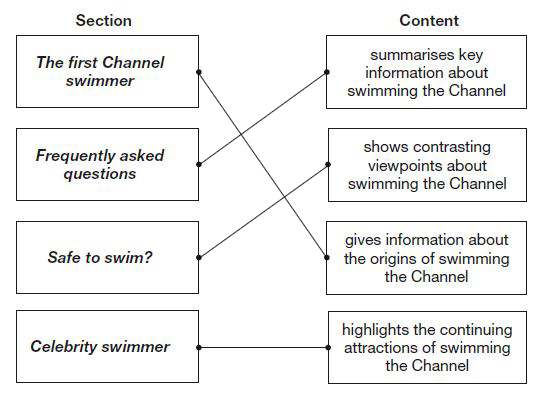 Section
Content
The first Channel
swimmer
summarises key
information about
swimming the Channel
Frequently asked
questions
shows contrasting
viewpoints about
swimming the Channel
Safe to swim?
gives information about
the origins of swimming
the Channel
Celebrity swimmer
highlights the continuing
attractions of swimming
the Channel